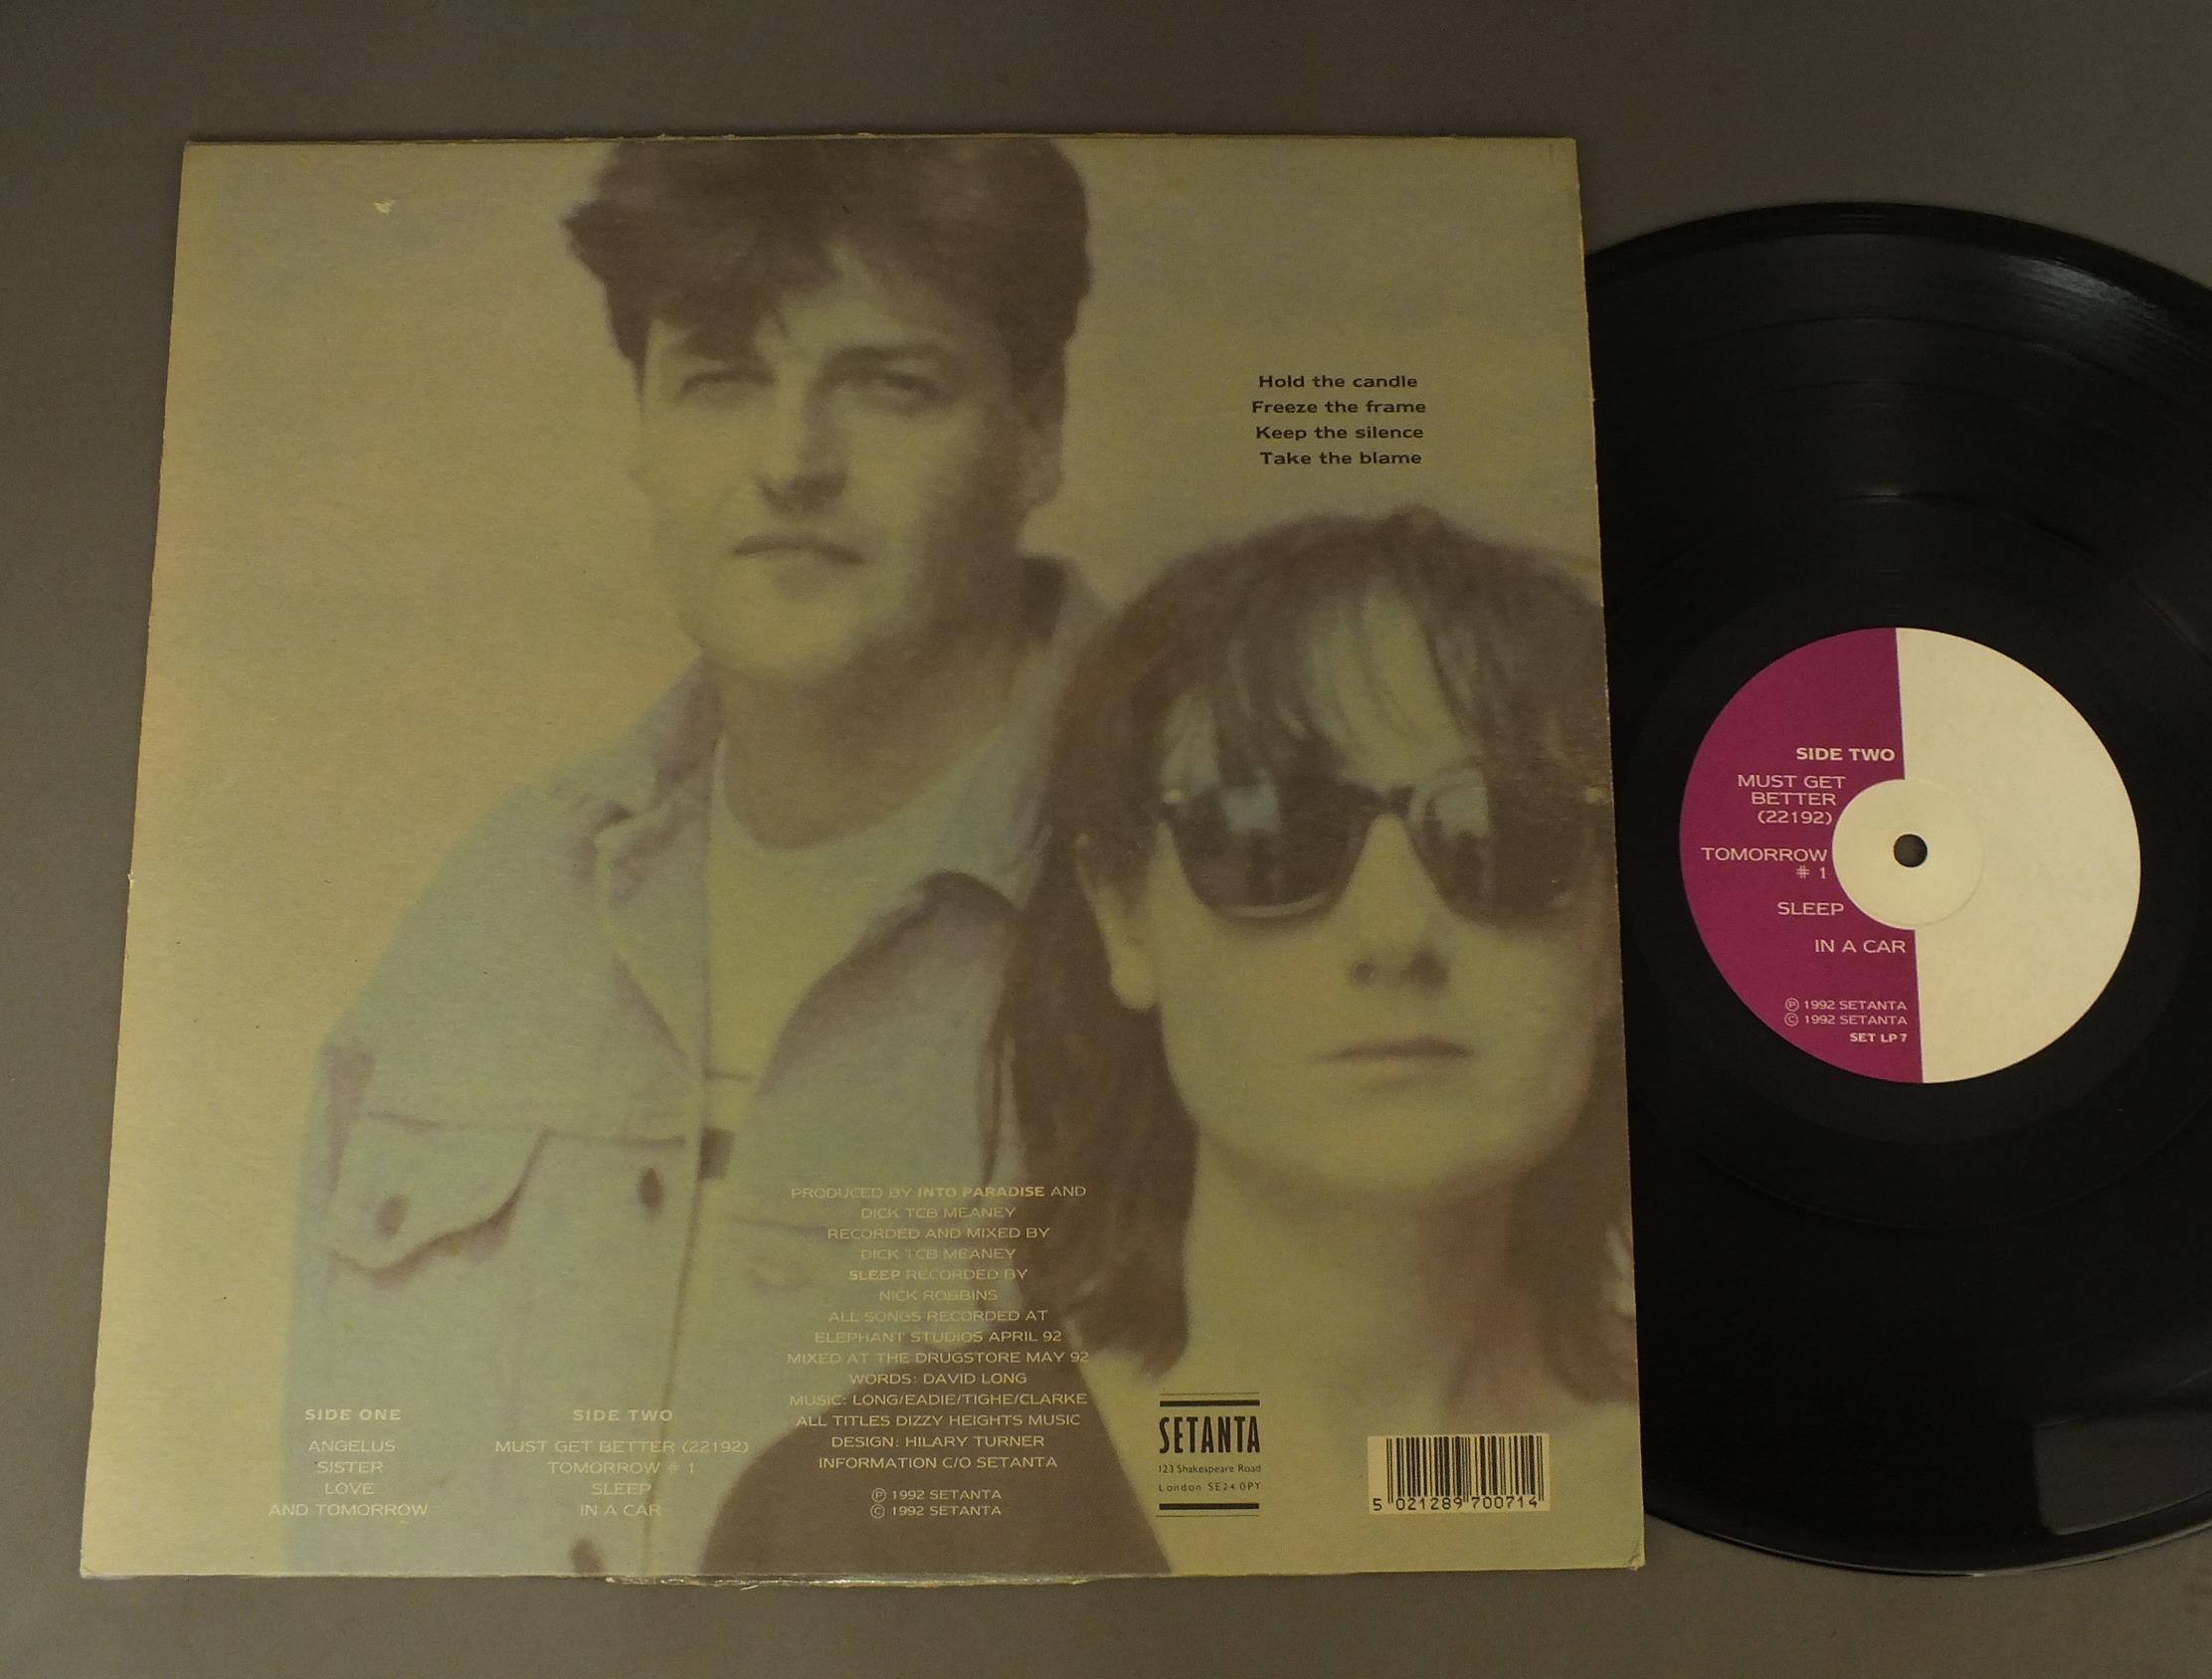 Hold the candle
Freeze the frame
Keep the silence
Take the blame
PRODUCED BY INTO PARADISE AND
DICK TCB MEANEY
RECORDED AND MIXED BY
DICK TCB MEANEY
SLEEP RECORDED BY
NICK ROBBINS
ALL SONGS RECORDED AT
ELEPHANT STUDIOS APRIL 92
MIXED AT THE DRUGSTORE MAY 92
WORDS: DAVID LONG
MUSIC: LONG/EADIE/TIGHE/CLARKE
ALL TITLES DIZZY HEIGHTS MUSIC
DESIGN: HILARY TURNER
INFORMATION C/O SETANTA
℗ 1992 SETANTA
© 1992 SETANTA
SIDE ONE
ANGELUS
SISTER
LOVE
AND TOMORROW
SIDE TWO
MUST GET BETTER (22192)
TOMORROW # 1
SLEEP
IN A CAR
SETANTA
123 Shakespeare Road
London SE24 0PY
5 021289 700714
SIDE TWO
MUST GET
BETTER
(22192)
TOMORROW
# 1
SLEEP
IN A CAR
℗ 1992 SETANTA
© 1992 SETANTA
SET LP 7